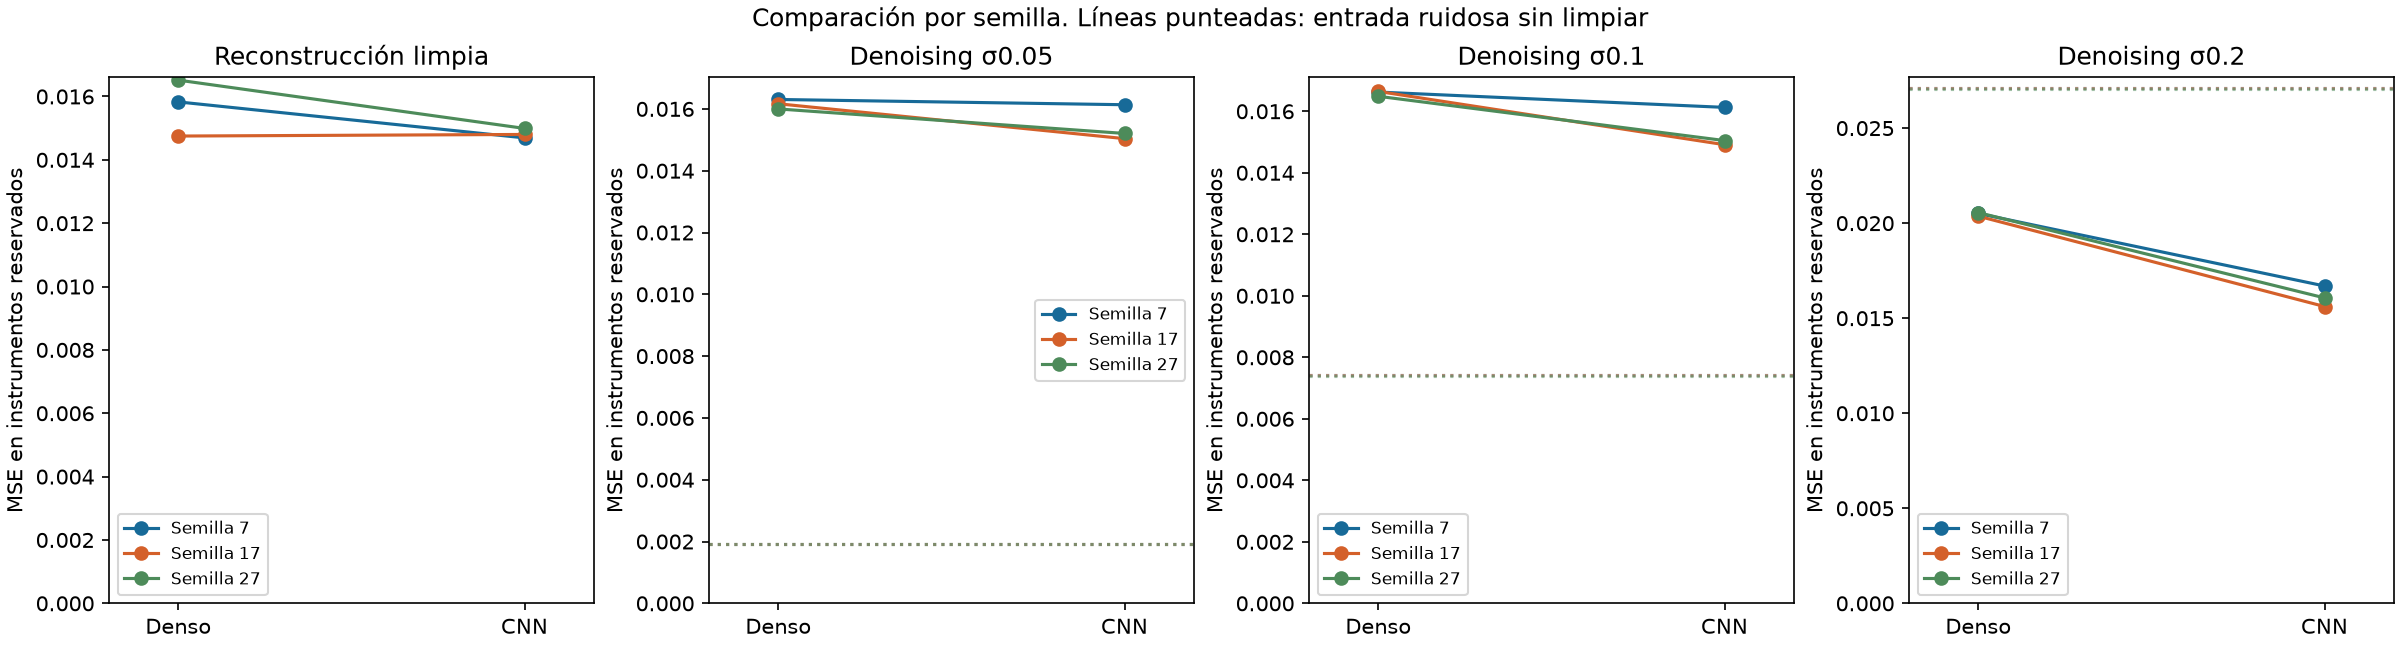 Comparación por semilla. Líneas punteadas: entrada ruidosa sin limpiar
Reconstrucción limpia
MSE en instrumentos reservados
0.016
0.014
0.012
0.010
0.008
0.006
0.004
0.002
0.000
Semilla 7
Semilla 17
Semilla 27
Denso
CNN
Denoising σ0.05
MSE en instrumentos reservados
0.016
0.014
0.012
0.010
0.008
0.006
0.004
0.002
0.000
Semilla 7
Semilla 17
Semilla 27
Denso
CNN
Denoising σ0.1
MSE en instrumentos reservados
0.016
0.014
0.012
0.010
0.008
0.006
0.004
0.002
0.000
Semilla 7
Semilla 17
Semilla 27
Denso
CNN
Denoising σ0.2
MSE en instrumentos reservados
0.025
0.020
0.015
0.010
0.005
0.000
Semilla 7
Semilla 17
Semilla 27
Denso
CNN